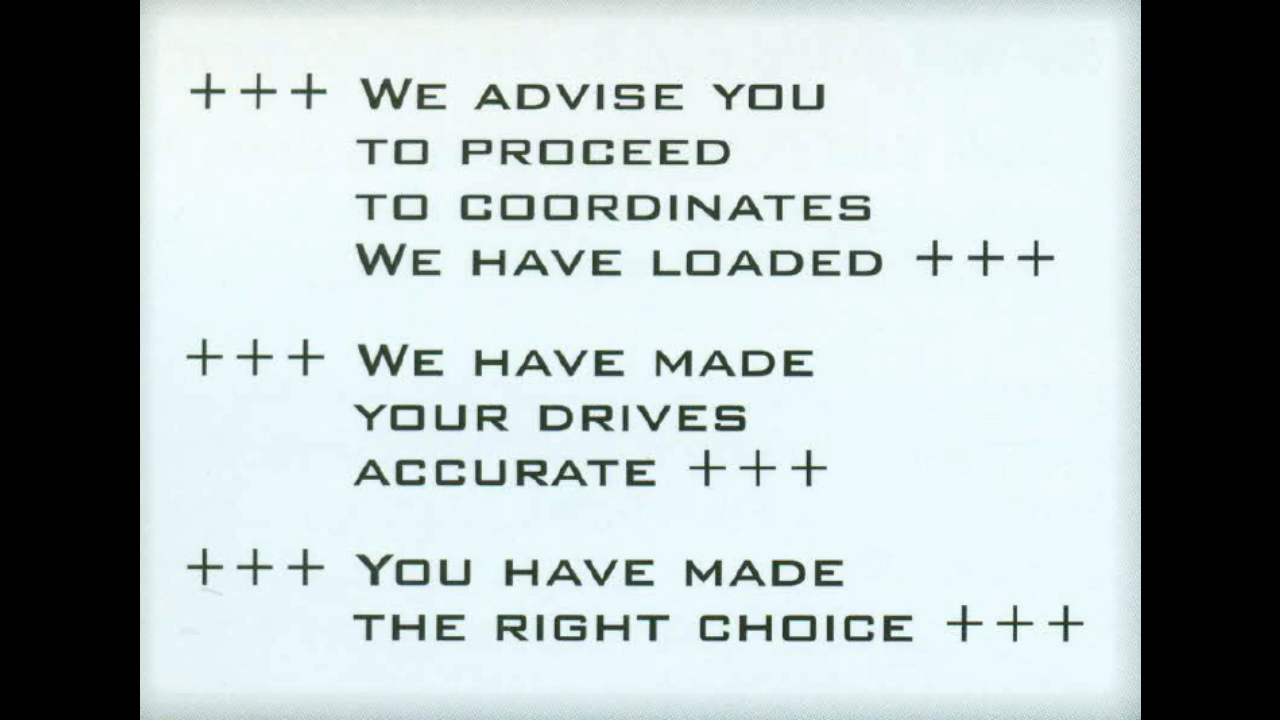 +++ WE ADVISE YOU
TO PROCEED
TO COORDINATES
WE HAVE LOADED +++
+++ WE HAVE MADE
YOUR DRIVES
ACCURATE +++
+++ YOU HAVE MADE
THE RIGHT CHOICE +++